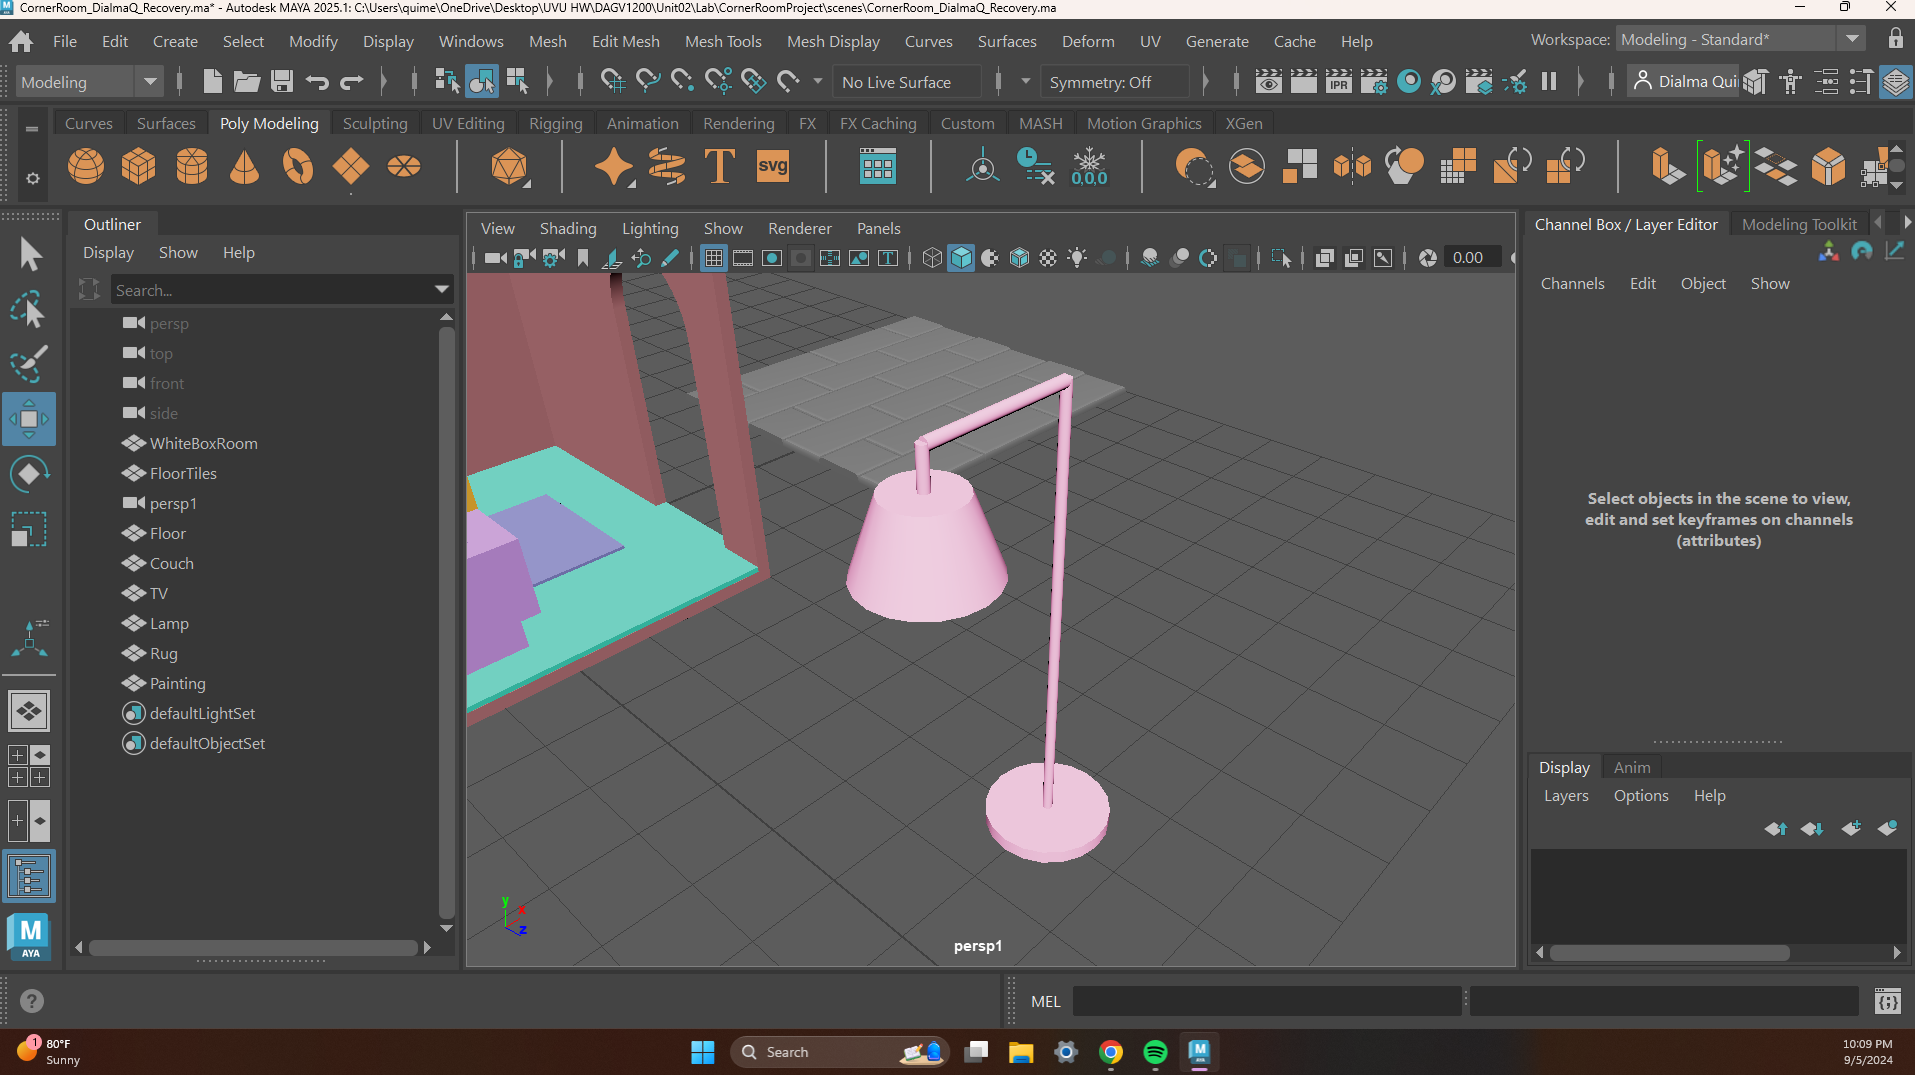 CornerRoom_DialmaQ_Recovery.ma* - Autodesk MAYA 2025.1: C:\Users\quime\OneDrive\Desktop\UVU HW\DAGV1200\Unit02\Lab\CornerRoomProject\scenes\CornerRoom_DialmaQ_Recovery.ma
File Edit Create Select Modify Display Windows Mesh Edit Mesh Mesh Tools Mesh Display Curves Surfaces Deform UV Generate Cache Help Workspace: Modeling - Standard*
Modeling No Live Surface Symmetry: Off IPR Dialma Qui
Curves Surfaces Poly Modeling Sculpting UV Editing Rigging Animation Rendering FX FX Caching Custom MASH Motion Graphics XGen
T svg 0,0,0
Outliner
Display Show Help
Search...
persp
top
front
side
WhiteBoxRoom
FloorTiles
persp1
Floor
Couch
TV
Lamp
Rug
Painting
defaultLightSet
defaultObjectSet
View Shading Lighting Show Renderer Panels
T 0.00
y
x
z
persp1
Channel Box / Layer Editor Modeling Toolkit
Channels Edit Object Show
Select objects in the scene to view,
edit and set keyframes on channels
(attributes)
Display Anim
Layers Options Help
M
AYA
? MEL {;}
1
80°F
Sunny
Search
M
AYA
10:09 PM
9/5/2024